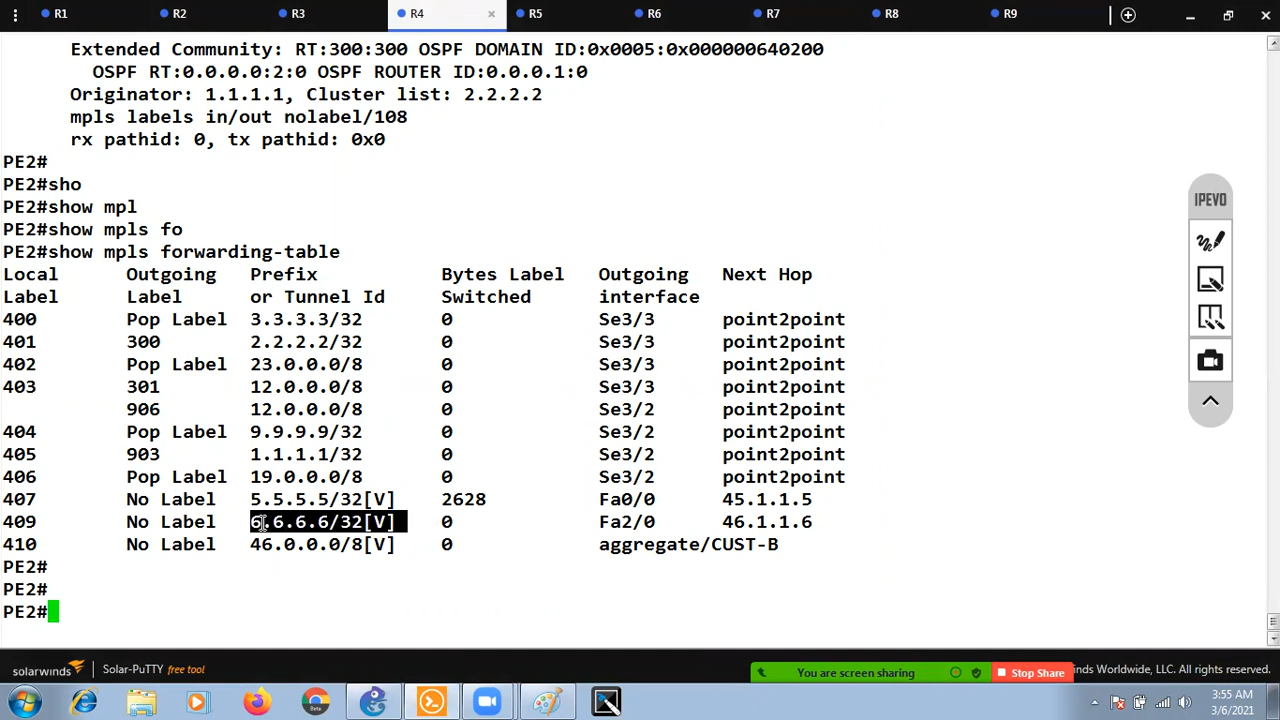 R1 R2 R3 R4 × R5 R6 R7 R8 R9
Extended Community: RT:300:300 OSPF DOMAIN ID:0x0005:0x000000640200
OSPF RT:0.0.0.0:2:0 OSPF ROUTER ID:0.0.0.1:0
Originator: 1.1.1.1, Cluster list: 2.2.2.2
mpls labels in/out nolabel/108
rx pathid: 0, tx pathid: 0x0
PE2#
PE2#sho
PE2#show mpl
PE2#show mpls fo
PE2#show mpls forwarding-table
Local Outgoing Prefix Bytes Label Outgoing Next Hop
Label Label or Tunnel Id Switched interface
400 Pop Label 3.3.3.3/32 0 Se3/3 point2point
401 300 2.2.2.2/32 0 Se3/3 point2point
402 Pop Label 23.0.0.0/8 0 Se3/3 point2point
403 301 12.0.0.0/8 0 Se3/3 point2point
906 12.0.0.0/8 0 Se3/2 point2point
404 Pop Label 9.9.9.9/32 0 Se3/2 point2point
405 903 1.1.1.1/32 0 Se3/2 point2point
406 Pop Label 19.0.0.0/8 0 Se3/2 point2point
407 No Label 5.5.5.5/32[V] 2628 Fa0/0 45.1.1.5
409 No Label 6.6.6.6/32[V] 0 Fa2/0 46.1.1.6
410 No Label 46.0.0.0/8[V] 0 aggregate/CUST-B
PE2#
PE2#
PE2#
IPEVO
solarwinds Solar-PuTTY free tool
You are screen sharing Stop Share
nds Worldwide, LLC. All rights reserved.
Beta
3:55 AM
3/6/2021